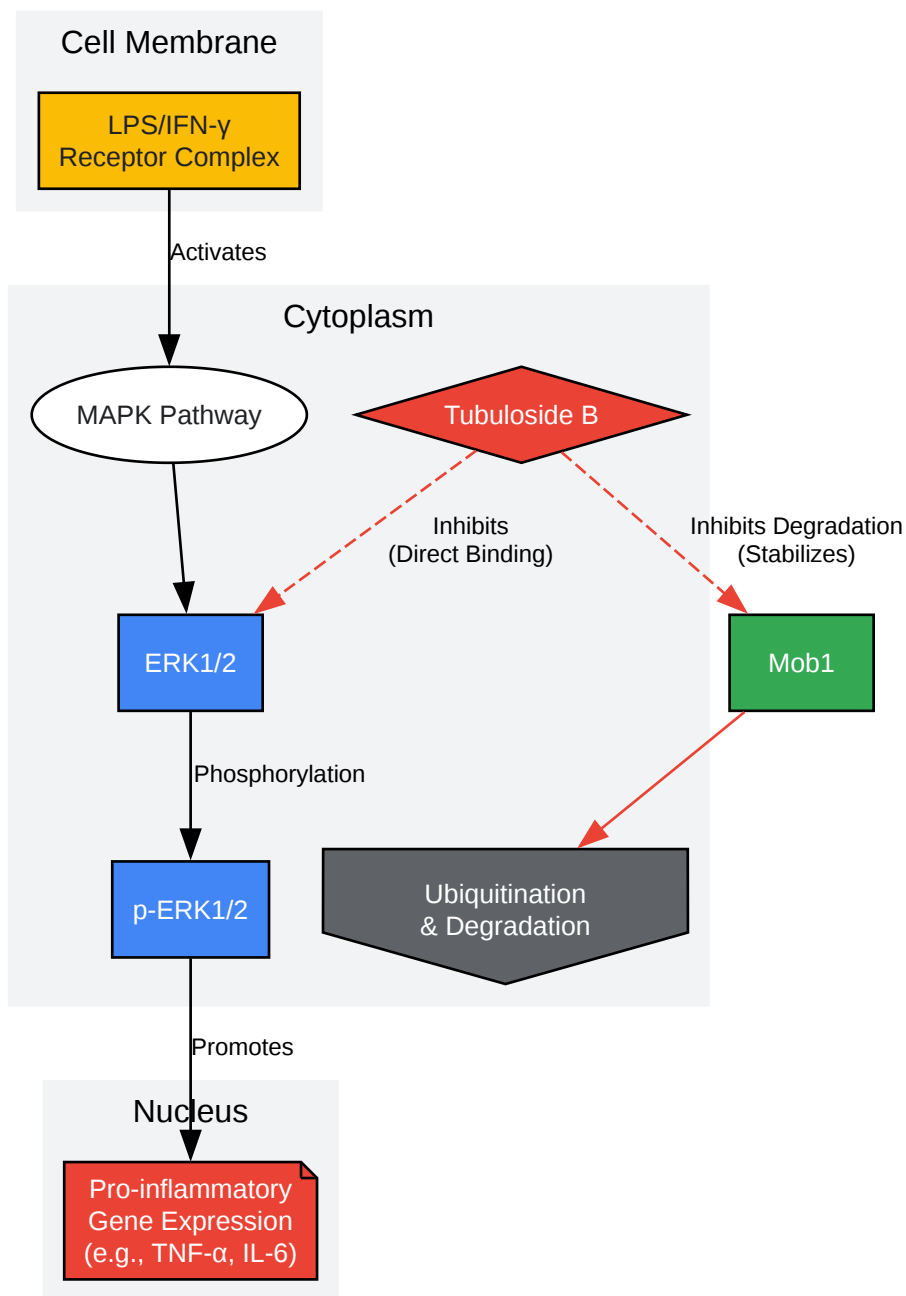 Cell Membrane
LPS/IFN-γ
Receptor Complex
Activates
Cytoplasm
MAPK Pathway
Tubuloside B
Inhibits
(Direct Binding)
Inhibits Degradation
(Stabilizes)
ERK1/2
Mob1
Phosphorylation
p-ERK1/2
Ubiquitination
& Degradation
Promotes
Nucleus
Pro-inflammatory
Gene Expression
(e.g., TNF-α, IL-6)